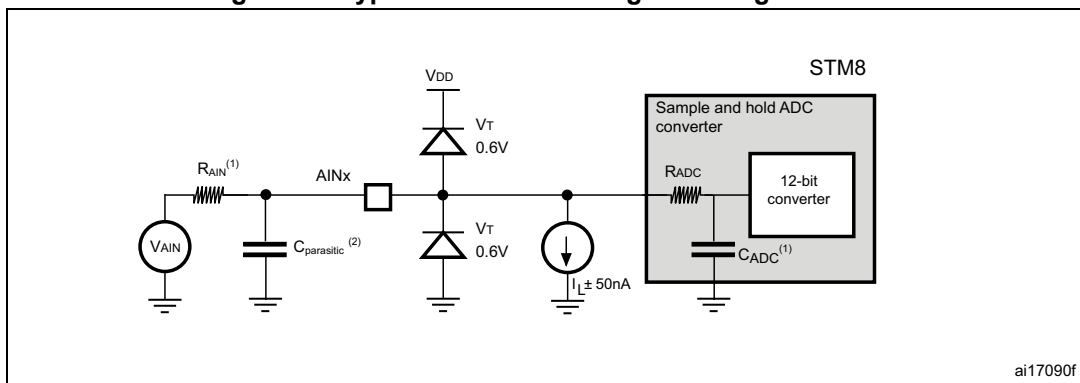 STM8
VDD
Sample and hold ADC
converter
VT
0.6V
RAIN(1)
AINx
RADC
12-bit
converter
VAIN
Cparasitic (2)
VT
0.6V
IL± 50nA
CADC(1)
ai17090f